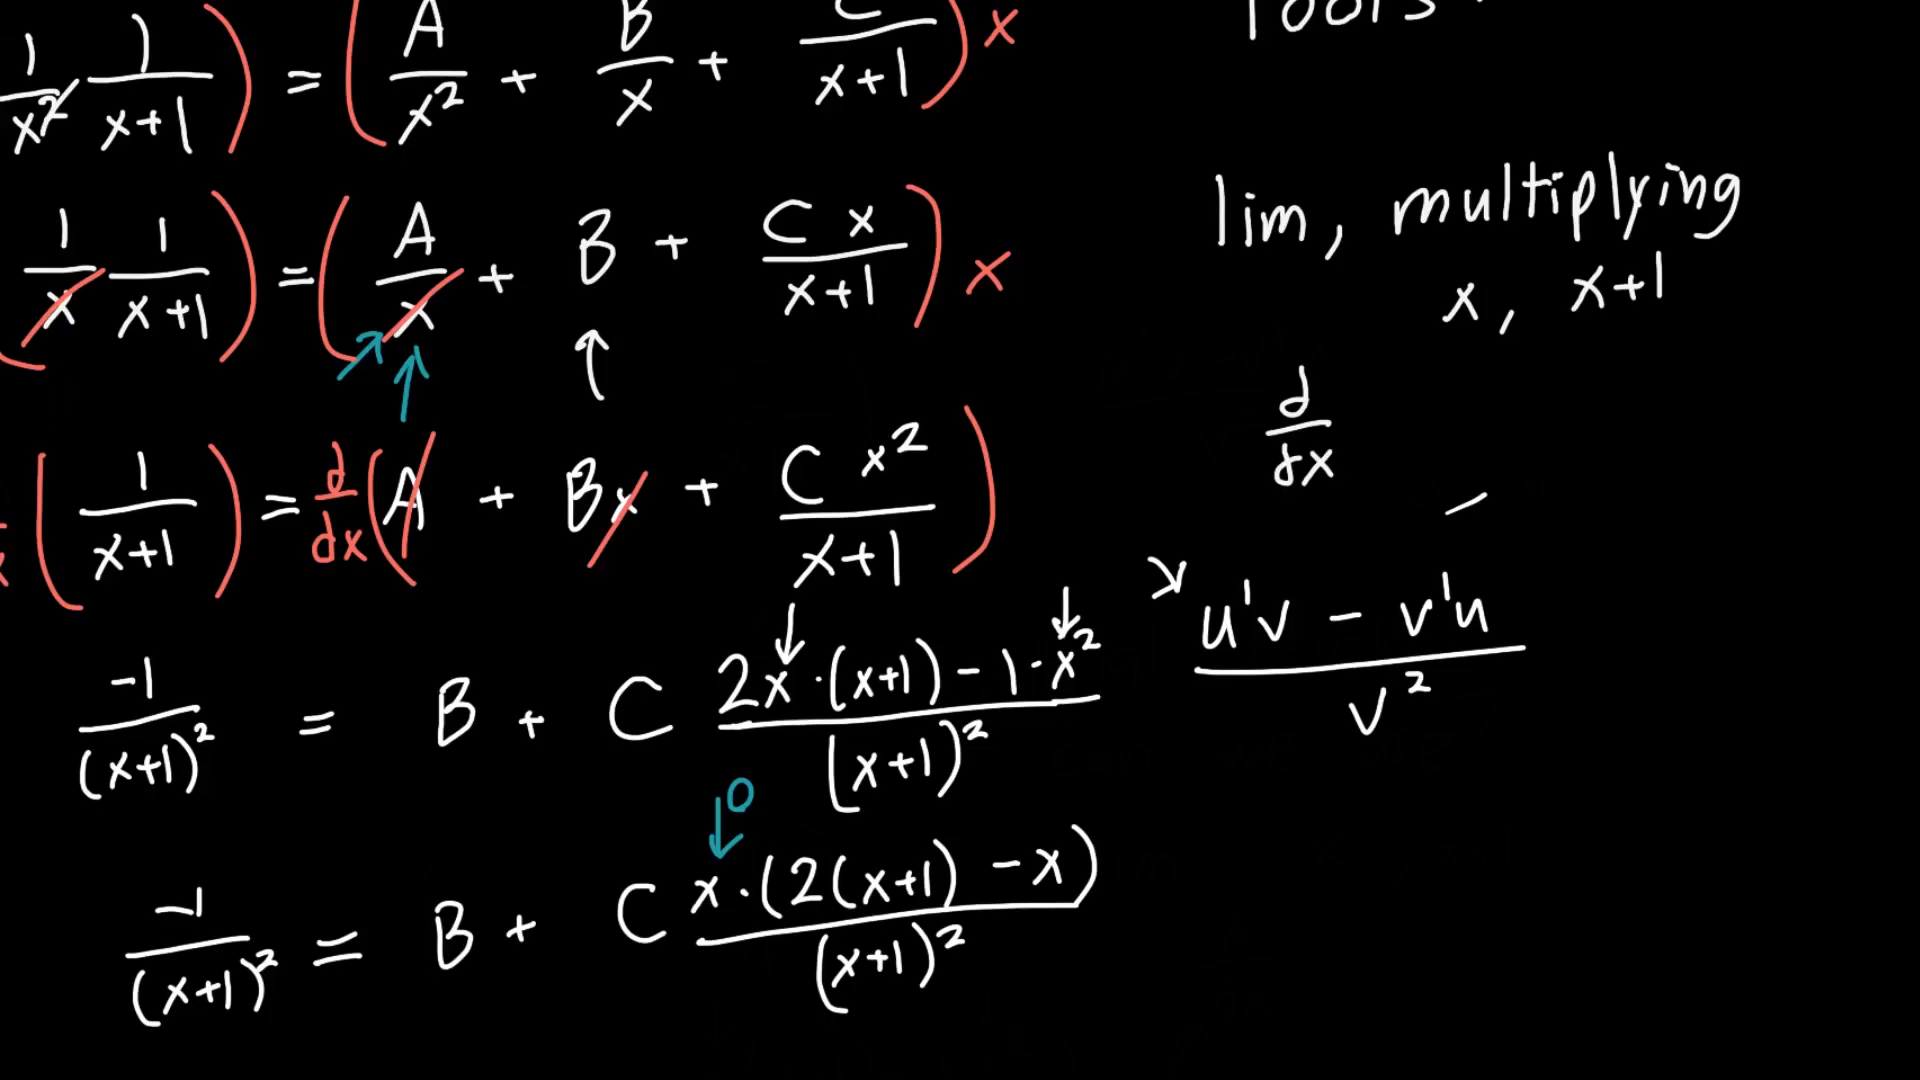 Tools:
1/x² 1/(x+1) ) = ( A/x² + B/x + C/(x+1) ) x
( 1/x 1/(x+1) ) = ( A/x + B + C x/(x+1) ) x
lim, multiplying
x, x+1
d/dx
( 1/(x+1) ) = d/dx ( A + Bx + C x²/(x+1) )
-1/(x+1)² = B + C (2x·(x+1) - 1·x²)/(x+1)²
(u'v - v'u)/v²
0
-1/(x+1)² = B + C x·(2(x+1) - x)/(x+1)²